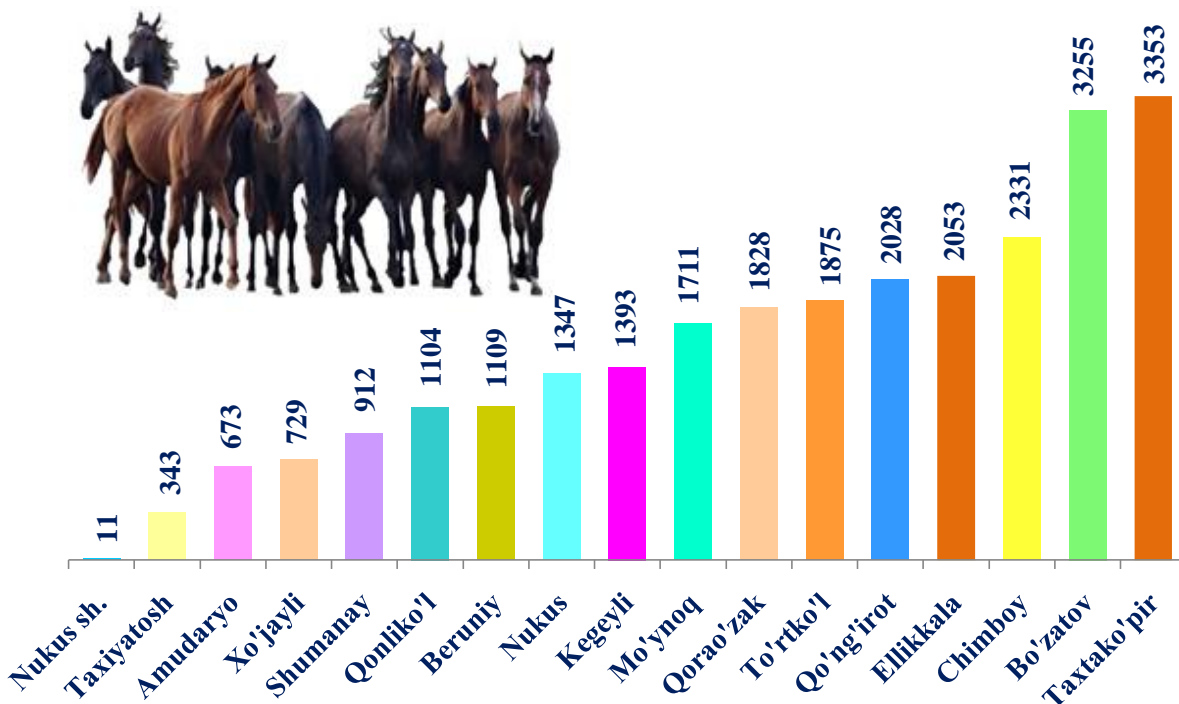 11
343
673
729
912
1104
1109
1347
1393
1711
1828
1875
2028
2053
2331
3255
3353
Nukus sh.
Taxiyatosh
Amudaryo
Xo'jayli
Shumanay
Qonliko'l
Beruniy
Nukus
Kegeyli
Mo'ynoq
Qorao'zak
To'rtko'l
Qo'ng'irot
Ellikkala
Chimboy
Bo'zatov
Taxtako'pir